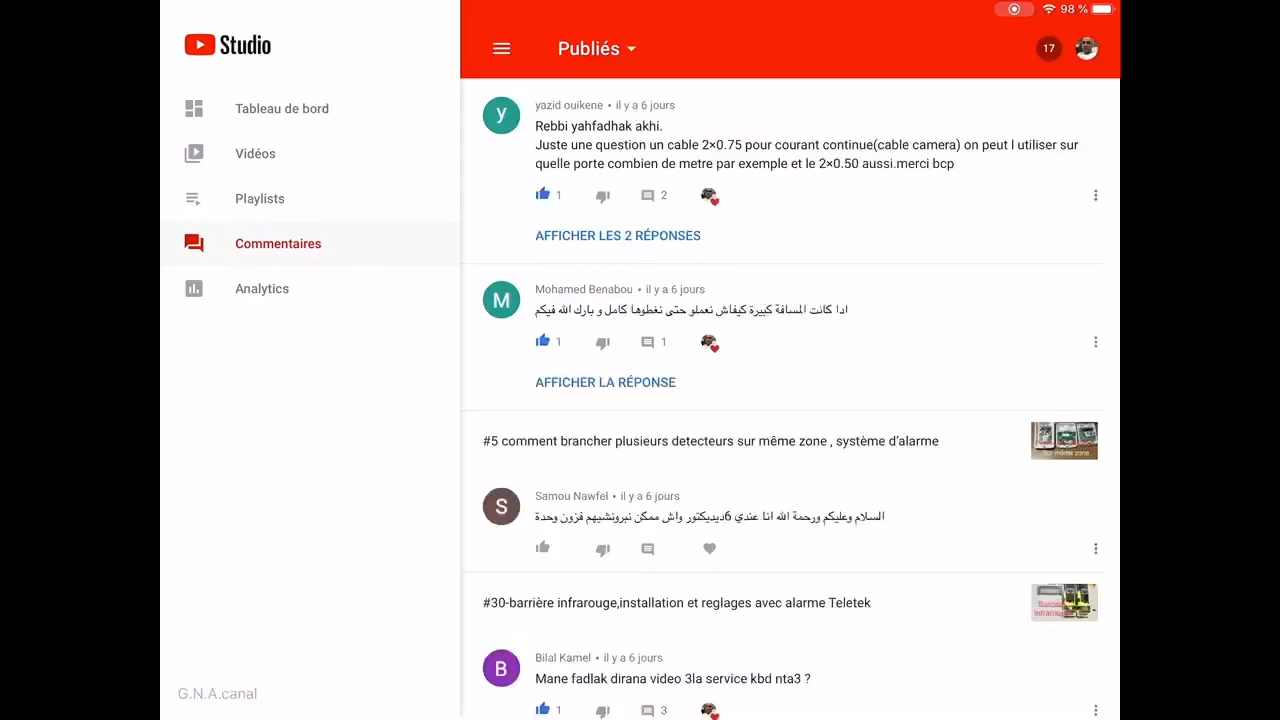 98 %
Studio
Publiés
17
Tableau de bord
Vidéos
Playlists
Commentaires
Analytics
G.N.A.canal
y
yazid ouikene • il y a 6 jours
Rebbi yahfadhak akhi.
Juste une question un cable 2×0.75 pour courant continue(cable camera) on peut l utiliser sur
quelle porte combien de metre par exemple et le 2×0.50 aussi.merci bcp
1 2
AFFICHER LES 2 RÉPONSES
M
Mohamed Benabou • il y a 6 jours
ادا كانت المسافة كبيرة كيفاش نعملو حتى نغطوها كامل و بارك الله فيكم
1 1
AFFICHER LA RÉPONSE
#5 comment brancher plusieurs detecteurs sur même zone , système d’alarme
Sur même zone
S
Samou Nawfel • il y a 6 jours
السلام وعليكم ورحمة الله انا عندي 6ديديكتور واش ممكن نبرونشيهم فزون وحدة
#30-barrière infrarouge,installation et reglages avec alarme Teletek
B
Bilal Kamel • il y a 6 jours
Mane fadlak dirana video 3la service kbd nta3 ?
1 3